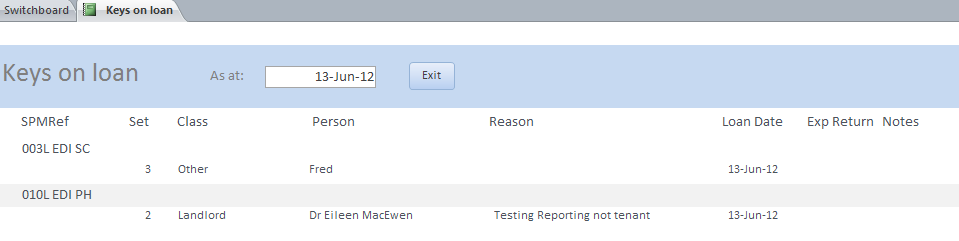 Switchboard Keys on loan
Keys on loan As at: 13-Jun-12 Exit
SPMRef Set Class Person Reason Loan Date Exp Return Notes
003L EDI SC
3 Other Fred 13-Jun-12
010L EDI PH
2 Landlord Dr Eileen MacEwen Testing Reporting not tenant 13-Jun-12